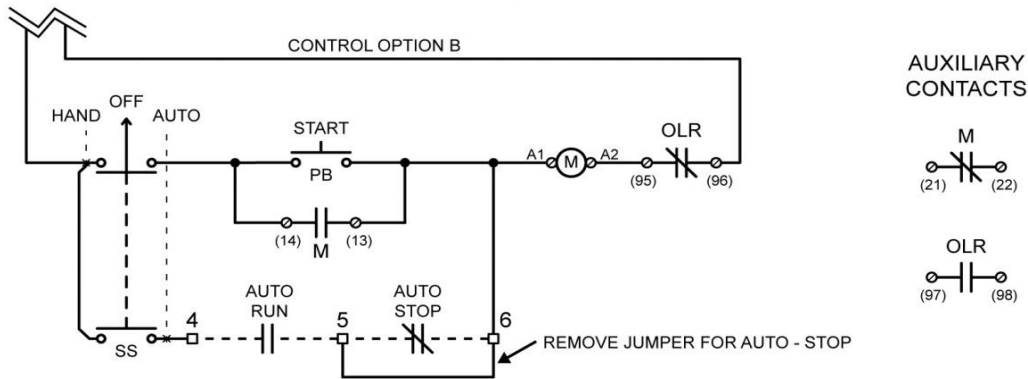 CONTROL OPTION B
AUXILIARY
CONTACTS
HAND
OFF
AUTO
START
PB
A1
M
A2
OLR
(95)
(96)
M
(21)
(22)
(14)
M
(13)
OLR
(97)
(98)
AUTO
RUN
AUTO
STOP
SS
4
5
6
REMOVE JUMPER FOR AUTO - STOP